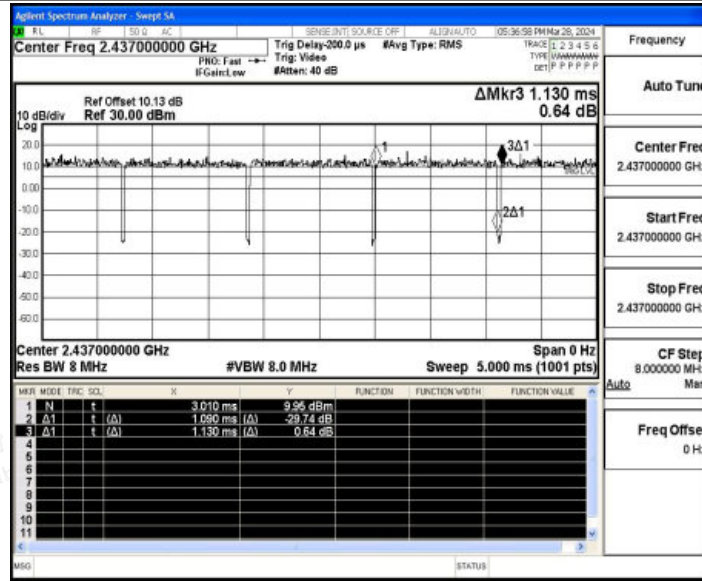 Agilent Spectrum Analyzer - Swept SA
RL RF 50 Ω AC SENSE:INT SOURCE OFF ALIGNAUTO 05:36:58 PM Mar 28, 2024
Center Freq 2.437000000 GHz
PNO: Fast
IFGain:Low
Trig Delay-200.0 µs
Trig: Video
#Atten: 40 dB
#Avg Type: RMS
TRACE 1 2 3 4 5 6
TYPE
DET P P P P P P
ΔMkr3 1.130 ms
0.64 dB
Ref Offset 10.13 dB
10 dB/div Ref 30.00 dBm
Log
20.0
10.0
0.00
-10.0
-20.0
-30.0
-40.0
-50.0
-60.0
1
3Δ1
2Δ1
TRIG LVL
Center 2.437000000 GHz Span 0 Hz
Res BW 8 MHz #VBW 8.0 MHz Sweep 5.000 ms (1001 pts)
MKR MODE TRC SCL X Y FUNCTION FUNCTION WIDTH FUNCTION VALUE
1 N t 3.010 ms 9.95 dBm
2 Δ1 t (Δ) 1.090 ms (Δ) -29.74 dB
3 Δ1 t (Δ) 1.130 ms (Δ) 0.64 dB
4
5
6
7
8
9
10
11
MSG STATUS
Frequency
Auto Tune
Center Freq
2.437000000 GHz
Start Freq
2.437000000 GHz
Stop Freq
2.437000000 GHz
CF Step
8.000000 MHz
Auto Man
Freq Offset
0 Hz